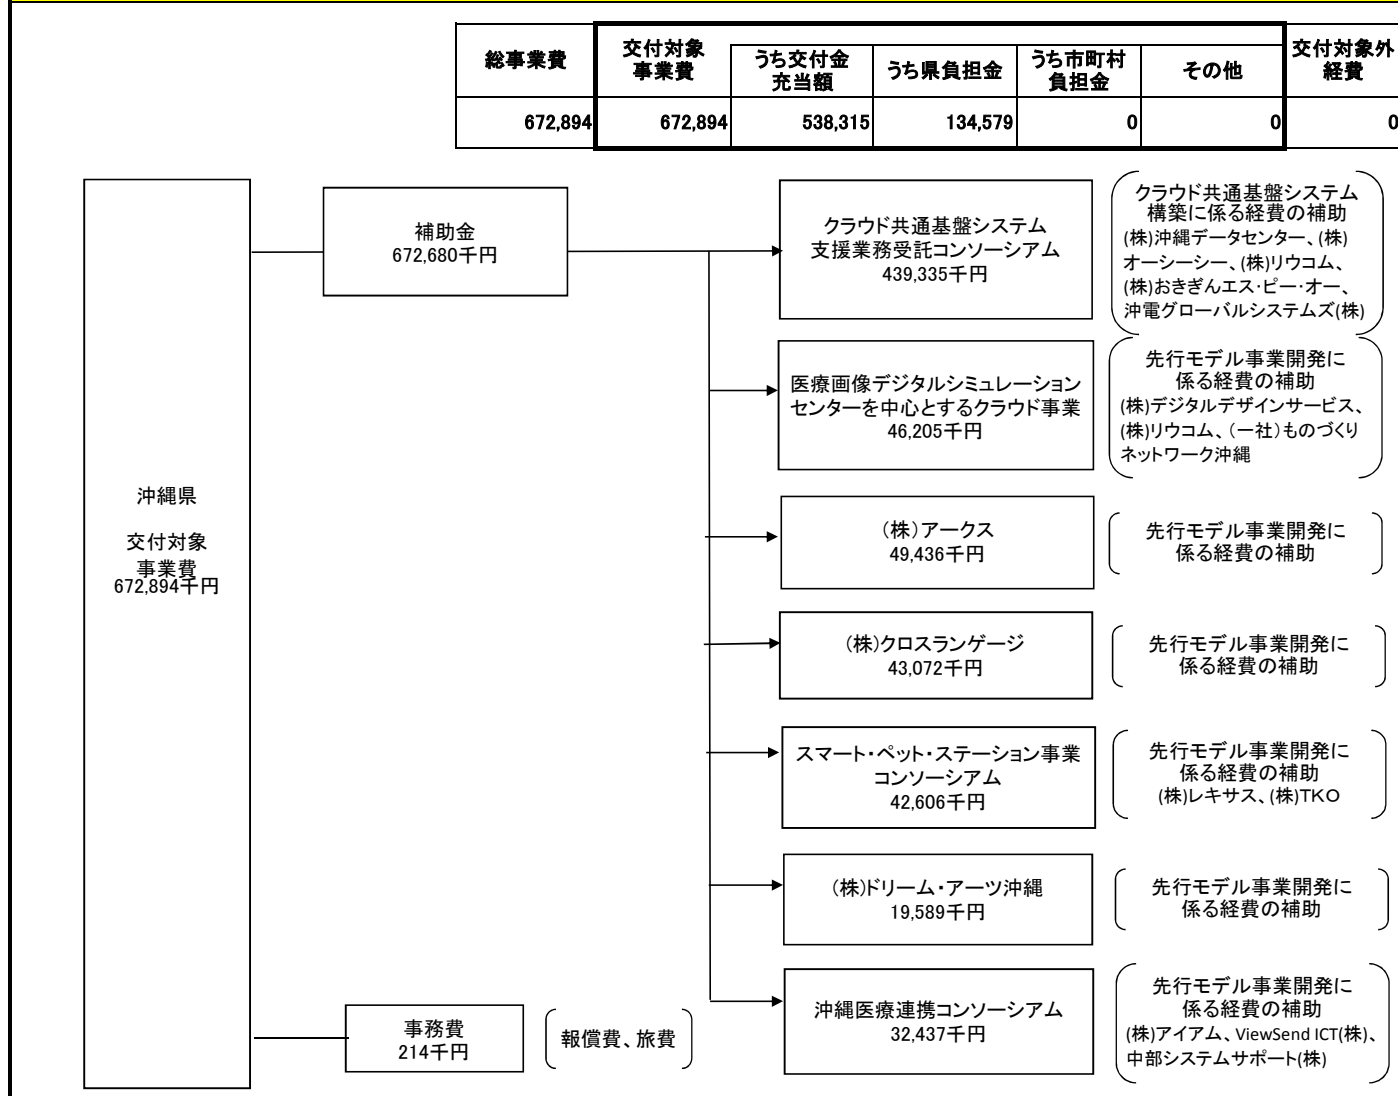 総事業費
交付対象
事業費
うち交付金
充当額
うち県負担金
うち市町村
負担金
その他
交付対象外
経費
672,894
672,894
538,315
134,579
0
0
0
沖縄県
交付対象
事業費
672,894千円
補助金
672,680千円
クラウド共通基盤システム
支援業務受託コンソーシアム
439,335千円
クラウド共通基盤システム
構築に係る経費の補助
(株)沖縄データセンター、(株)
オーシーシー、(株)リウコム、
(株)おきぎんエス・ピー・オー、
沖電グローバルシステムズ(株)
医療画像デジタルシミュレーション
センターを中心とするクラウド事業
46,205千円
先行モデル事業開発に
係る経費の補助
(株)デジタルデザインサービス、
(株)リウコム、（一社）ものづくり
ネットワーク沖縄
（株）アークス
49,436千円
先行モデル事業開発に
係る経費の補助
（株)クロスランゲージ
43,072千円
先行モデル事業開発に
係る経費の補助
スマート・ペット・ステーション事業
コンソーシアム
42,606千円
先行モデル事業開発に
係る経費の補助
(株)レキサス、(株)TKO
（株)ドリーム・アーツ沖縄
19,589千円
先行モデル事業開発に
係る経費の補助
沖縄医療連携コンソーシアム
32,437千円
先行モデル事業開発に
係る経費の補助
(株)アイアム、ViewSend ICT(株)、
中部システムサポート(株)
事務費
214千円
報償費、旅費